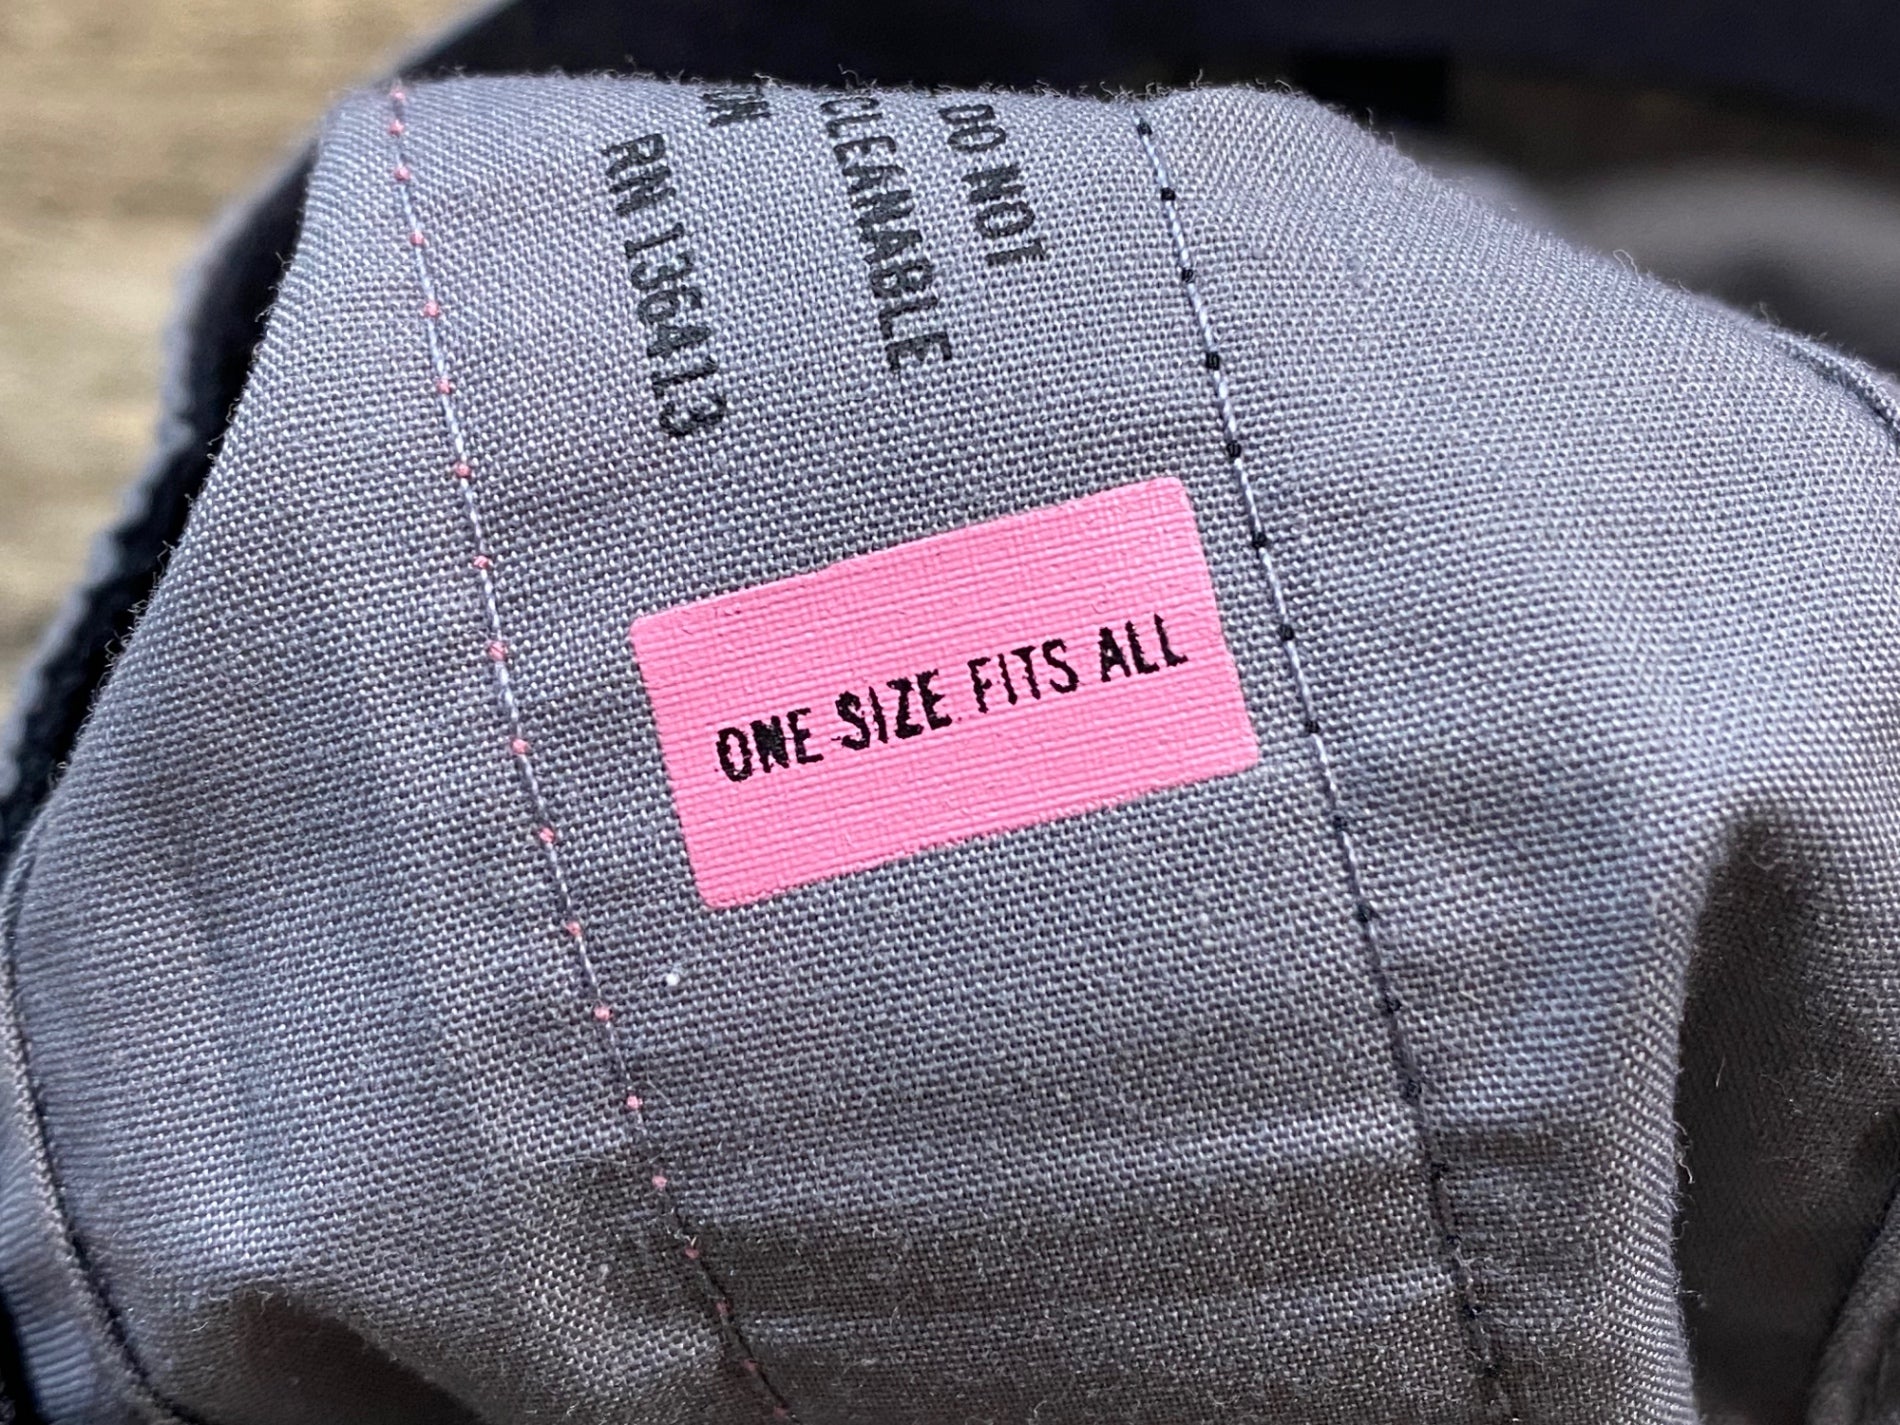 DO NOT
CLEANABLE
RN 136413
ONE SIZE FITS ALL